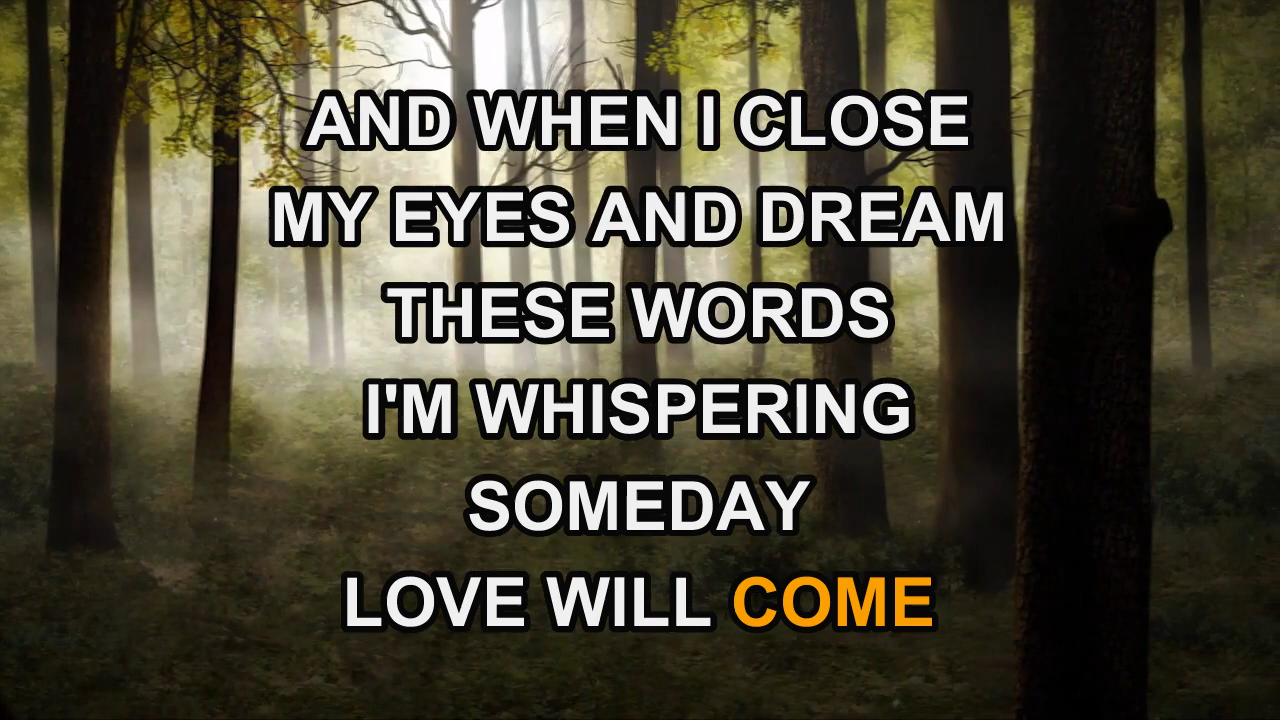 AND WHEN I CLOSE
MY EYES AND DREAM
THESE WORDS
I'M WHISPERING
SOMEDAY
LOVE WILL COME